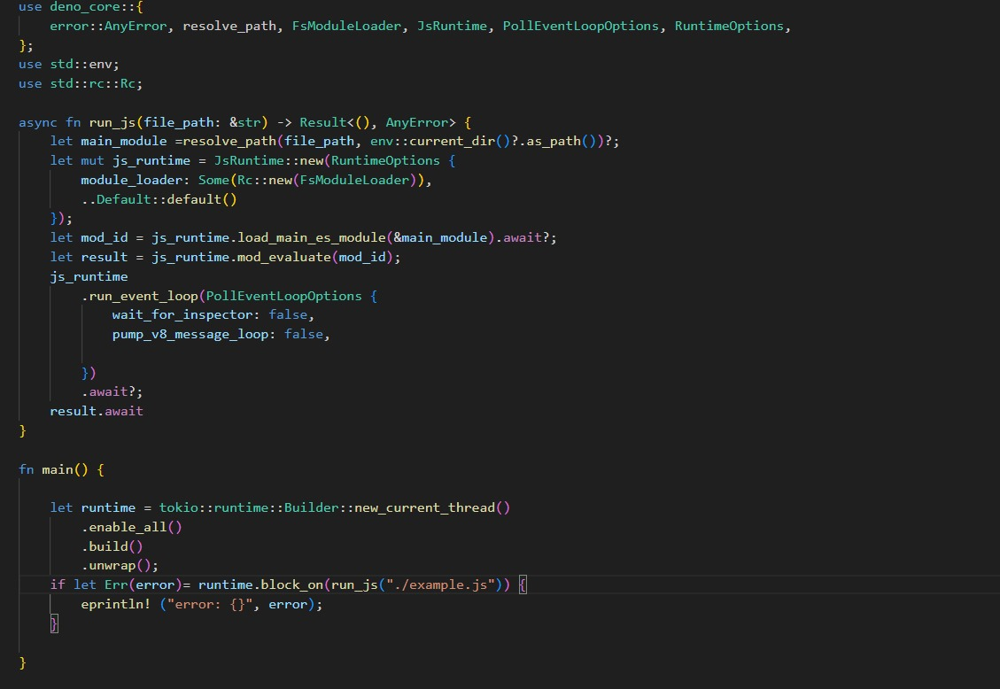 use deno_core::{
    error::AnyError, resolve_path, FsModuleLoader, JsRuntime, PollEventLoopOptions, RuntimeOptions,
};
use std::env;
use std::rc::Rc;

async fn run_js(file_path: &str) -> Result<(), AnyError> {
    let main_module =resolve_path(file_path, env::current_dir()?.as_path())?;
    let mut js_runtime = JsRuntime::new(RuntimeOptions {
        module_loader: Some(Rc::new(FsModuleLoader)),
        ..Default::default()
    });
    let mod_id = js_runtime.load_main_es_module(&main_module).await?;
    let result = js_runtime.mod_evaluate(mod_id);
    js_runtime
        .run_event_loop(PollEventLoopOptions {
            wait_for_inspector: false,
            pump_v8_message_loop: false,

        })
        .await?;
    result.await
}

fn main() {

    let runtime = tokio::runtime::Builder::new_current_thread()
        .enable_all()
        .build()
        .unwrap();
    if let Err(error)= runtime.block_on(run_js("./example.js")) {
        eprintln! ("error: {}", error);
    }

}